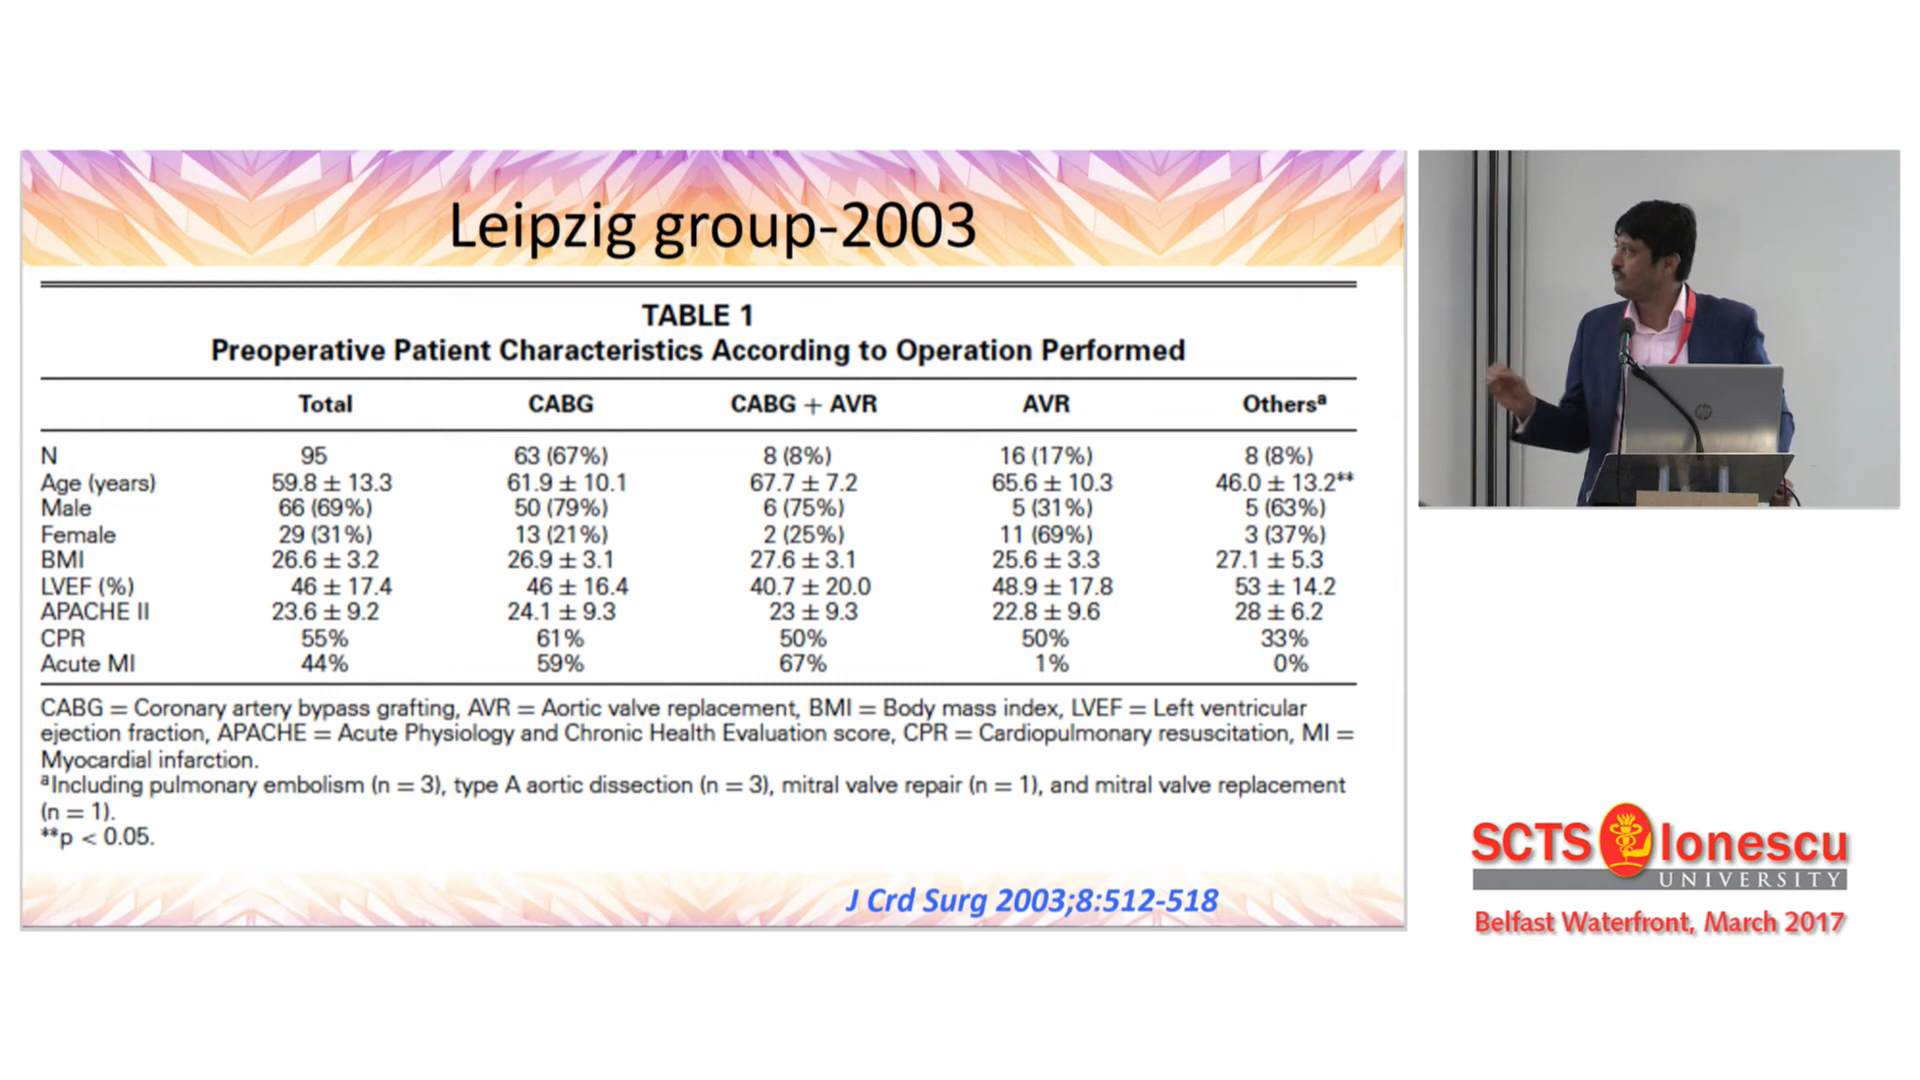 Leipzig group-2003
TABLE 1
Preoperative Patient Characteristics According to Operation Performed
Total CABG CABG + AVR AVR Othersᵃ
N 95 63 (67%) 8 (8%) 16 (17%) 8 (8%)
Age (years) 59.8 ± 13.3 61.9 ± 10.1 67.7 ± 7.2 65.6 ± 10.3 46.0 ± 13.2**
Male 66 (69%) 50 (79%) 6 (75%) 5 (31%) 5 (63%)
Female 29 (31%) 13 (21%) 2 (25%) 11 (69%) 3 (37%)
BMI 26.6 ± 3.2 26.9 ± 3.1 27.6 ± 3.1 25.6 ± 3.3 27.1 ± 5.3
LVEF (%) 46 ± 17.4 46 ± 16.4 40.7 ± 20.0 48.9 ± 17.8 53 ± 14.2
APACHE II 23.6 ± 9.2 24.1 ± 9.3 23 ± 9.3 22.8 ± 9.6 28 ± 6.2
CPR 55% 61% 50% 50% 33%
Acute MI 44% 59% 67% 1% 0%
CABG = Coronary artery bypass grafting, AVR = Aortic valve replacement, BMI = Body mass index, LVEF = Left ventricular
ejection fraction, APACHE = Acute Physiology and Chronic Health Evaluation score, CPR = Cardiopulmonary resuscitation, MI =
Myocardial infarction.
ᵃIncluding pulmonary embolism (n = 3), type A aortic dissection (n = 3), mitral valve repair (n = 1), and mitral valve replacement
(n = 1).
**p < 0.05.
J Crd Surg 2003;8:512-518
hp
SCTS Ionescu
UNIVERSITY
Belfast Waterfront, March 2017